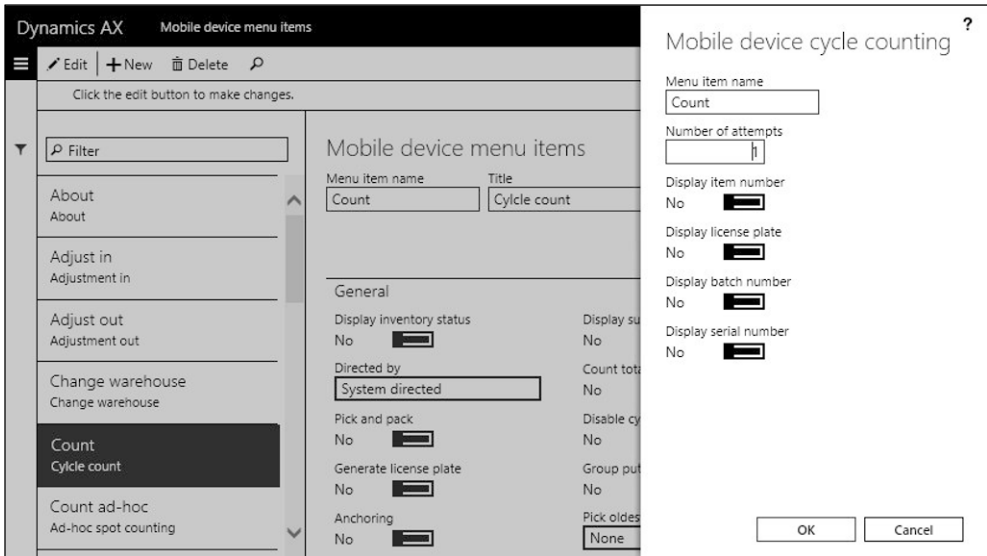 Dynamics AX Mobile device menu items
Edit New Delete
Click the edit button to make changes.
Filter
About
About
Adjust in
Adjustment in
Adjust out
Adjustment out
Change warehouse
Change warehouse
Count
Cylcle count
Count ad-hoc
Ad-hoc spot counting
Mobile device menu items
Menu item name Title
Count Cylcle count
General
Display inventory status Display su
No No
Directed by Count tota
System directed No
Pick and pack Disable cy
No No
Generate license plate Group put
No No
Anchoring Pick oldes
No None
?
Mobile device cycle counting
Menu item name
Count
Number of attempts
1
Display item number
No
Display license plate
No
Display batch number
No
Display serial number
No
OK Cancel